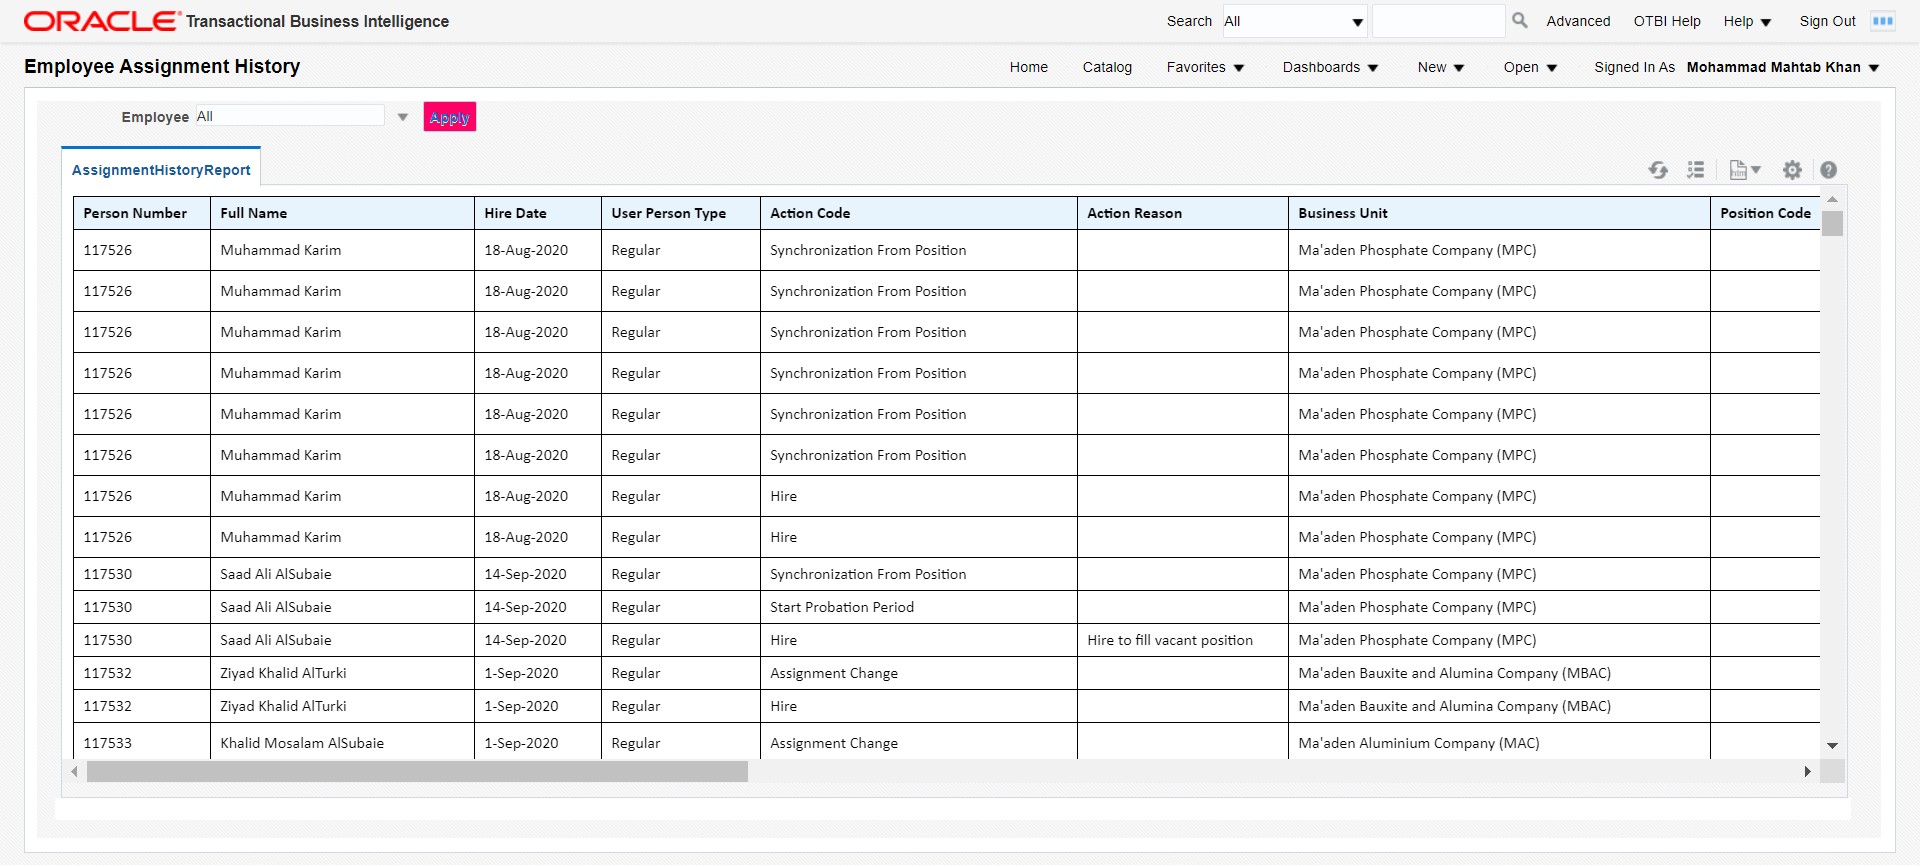 ORACLE Transactional Business Intelligence Search All Advanced OTBI Help Help Sign Out
Employee Assignment History Home Catalog Favorites Dashboards New Open Signed In As Mohammad Mahtab Khan
Employee All Apply
AssignmentHistoryReport
Person Number Full Name Hire Date User Person Type Action Code Action Reason Business Unit Position Code
117526 Muhammad Karim 18-Aug-2020 Regular Synchronization From Position Ma'aden Phosphate Company (MPC)
117526 Muhammad Karim 18-Aug-2020 Regular Synchronization From Position Ma'aden Phosphate Company (MPC)
117526 Muhammad Karim 18-Aug-2020 Regular Synchronization From Position Ma'aden Phosphate Company (MPC)
117526 Muhammad Karim 18-Aug-2020 Regular Synchronization From Position Ma'aden Phosphate Company (MPC)
117526 Muhammad Karim 18-Aug-2020 Regular Synchronization From Position Ma'aden Phosphate Company (MPC)
117526 Muhammad Karim 18-Aug-2020 Regular Synchronization From Position Ma'aden Phosphate Company (MPC)
117526 Muhammad Karim 18-Aug-2020 Regular Hire Ma'aden Phosphate Company (MPC)
117526 Muhammad Karim 18-Aug-2020 Regular Hire Ma'aden Phosphate Company (MPC)
117530 Saad Ali AlSubaie 14-Sep-2020 Regular Synchronization From Position Ma'aden Phosphate Company (MPC)
117530 Saad Ali AlSubaie 14-Sep-2020 Regular Start Probation Period Ma'aden Phosphate Company (MPC)
117530 Saad Ali AlSubaie 14-Sep-2020 Regular Hire Hire to fill vacant position Ma'aden Phosphate Company (MPC)
117532 Ziyad Khalid AlTurki 1-Sep-2020 Regular Assignment Change Ma'aden Bauxite and Alumina Company (MBAC)
117532 Ziyad Khalid AlTurki 1-Sep-2020 Regular Hire Ma'aden Bauxite and Alumina Company (MBAC)
117533 Khalid Mosalam AlSubaie 1-Sep-2020 Regular Assignment Change Ma'aden Aluminium Company (MAC)